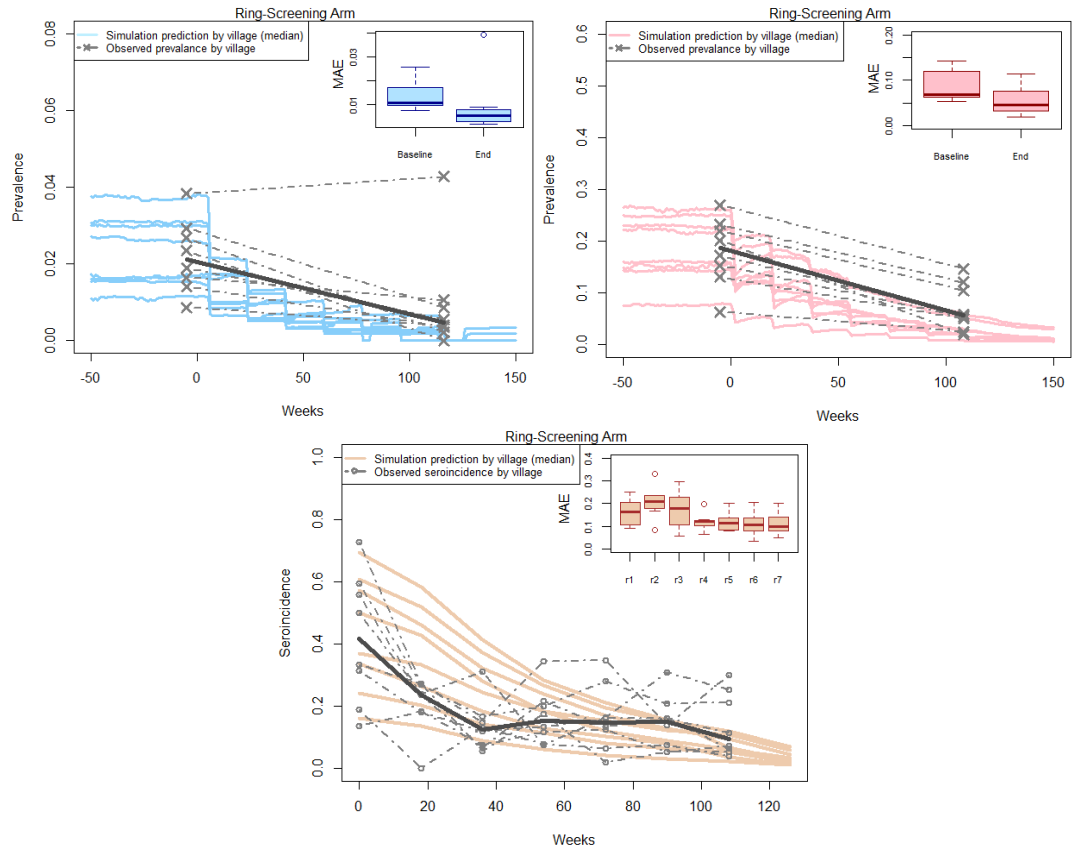 Ring-Screening Arm
Simulation prediction by village (median)
Observed prevalance by village
Prevalence
0.00 0.02 0.04 0.06 0.08
MAE
0.01 0.03
Baseline End
-50 0 50 100 150
Weeks
Ring-Screening Arm
Simulation prediction by village (median)
Observed prevalance by village
Prevalence
0.0 0.1 0.2 0.3 0.4 0.5 0.6
MAE
0.00 0.10 0.20
Baseline End
-50 0 50 100 150
Weeks
Ring-Screening Arm
Simulation prediction by village (median)
Observed seroincidence by village
Seroincidence
0.0 0.2 0.4 0.6 0.8 1.0
MAE
0.0 0.1 0.2 0.3 0.4
r1 r2 r3 r4 r5 r6 r7
0 20 40 60 80 100 120
Weeks